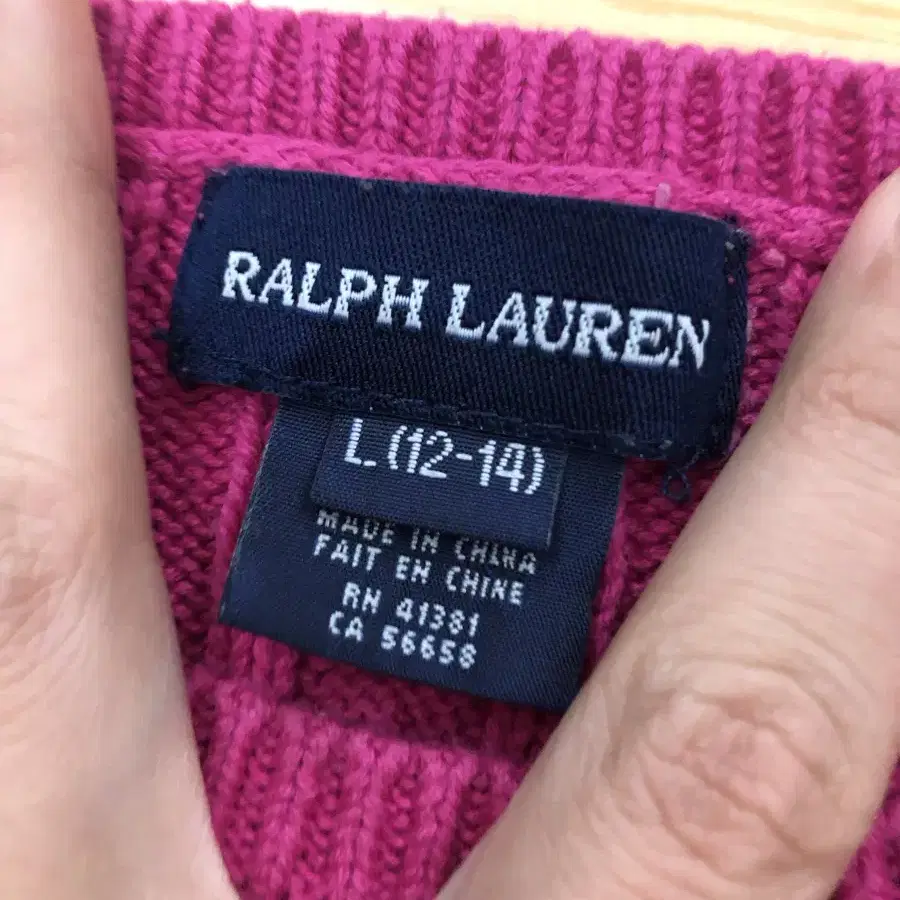 RALPH LAUREN
L (12-14)
MADE IN CHINA
FAIT EN CHINE
RN 41381
CA 56658